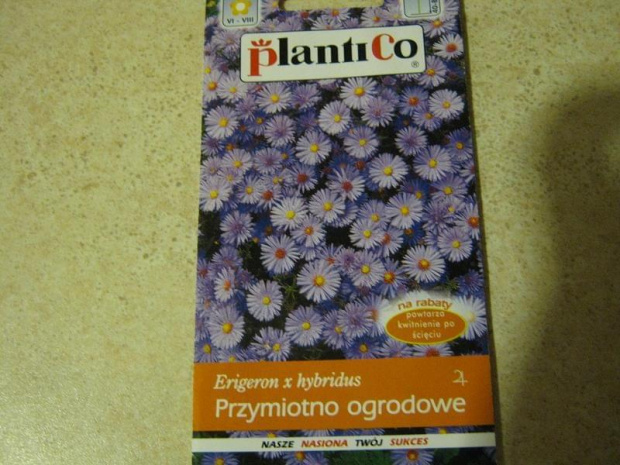 VI - VIII
PlantiCo
®
na rabaty
powtarza
kwitnienie po
ścięciu
Erigeron x hybridus
Przymiotno ogrodowe
NASZE NASIONA TWÓJ SUKCES